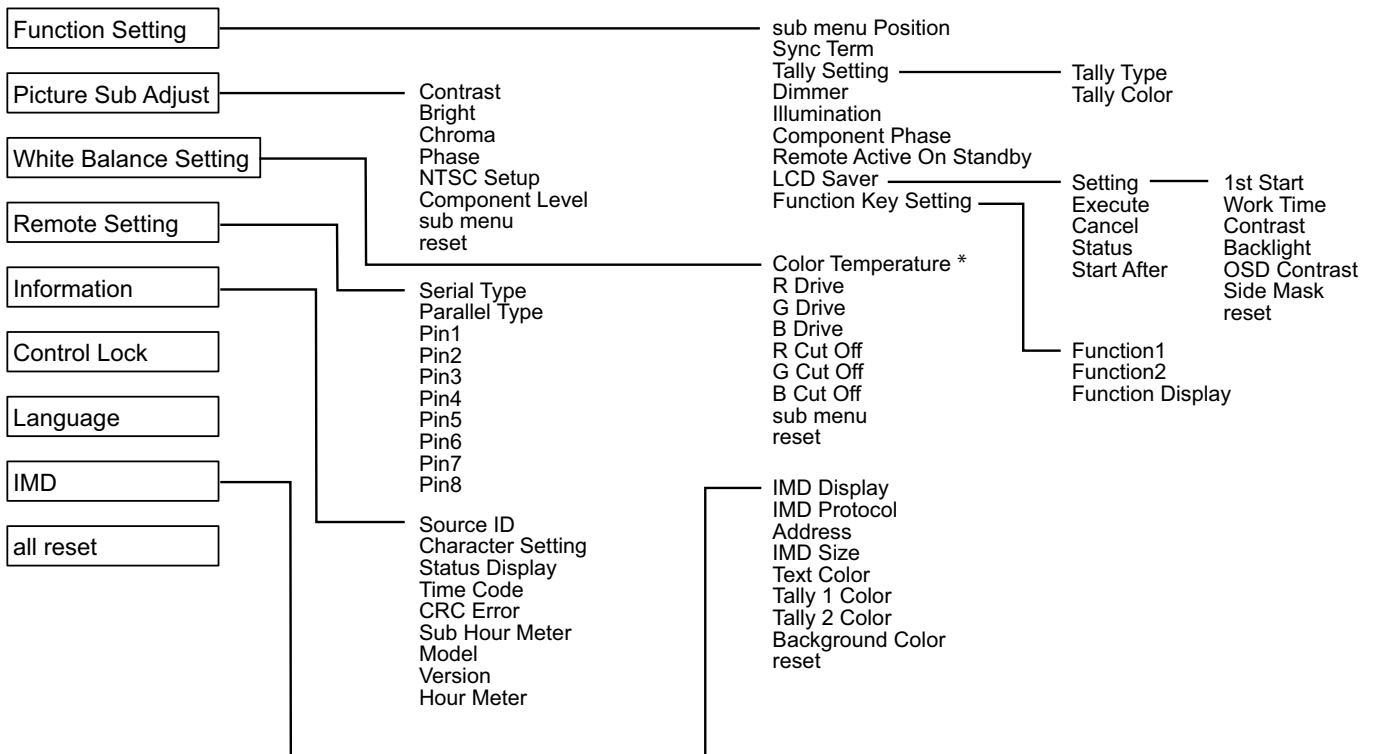 Function Setting
Picture Sub Adjust
White Balance Setting
Remote Setting
Information
Control Lock
Language
IMD
all reset
Contrast
Bright
Chroma
Phase
NTSC Setup
Component Level
sub menu
reset
Serial Type
Parallel Type
Pin1
Pin2
Pin3
Pin4
Pin5
Pin6
Pin7
Pin8
Source ID
Character Setting
Status Display
Time Code
CRC Error
Sub Hour Meter
Model
Version
Hour Meter
sub menu Position
Sync Term
Tally Setting
Dimmer
Illumination
Component Phase
Remote Active On Standby
LCD Saver
Function Key Setting
Color Temperature *
R Drive
G Drive
B Drive
R Cut Off
G Cut Off
B Cut Off
sub menu
reset
IMD Display
IMD Protocol
Address
IMD Size
Text Color
Tally 1 Color
Tally 2 Color
Background Color
reset
Tally Type
Tally Color
Setting
Execute
Cancel
Status
Start After
1st Start
Work Time
Contrast
Backlight
OSD Contrast
Side Mask
reset
Function1
Function2
Function Display